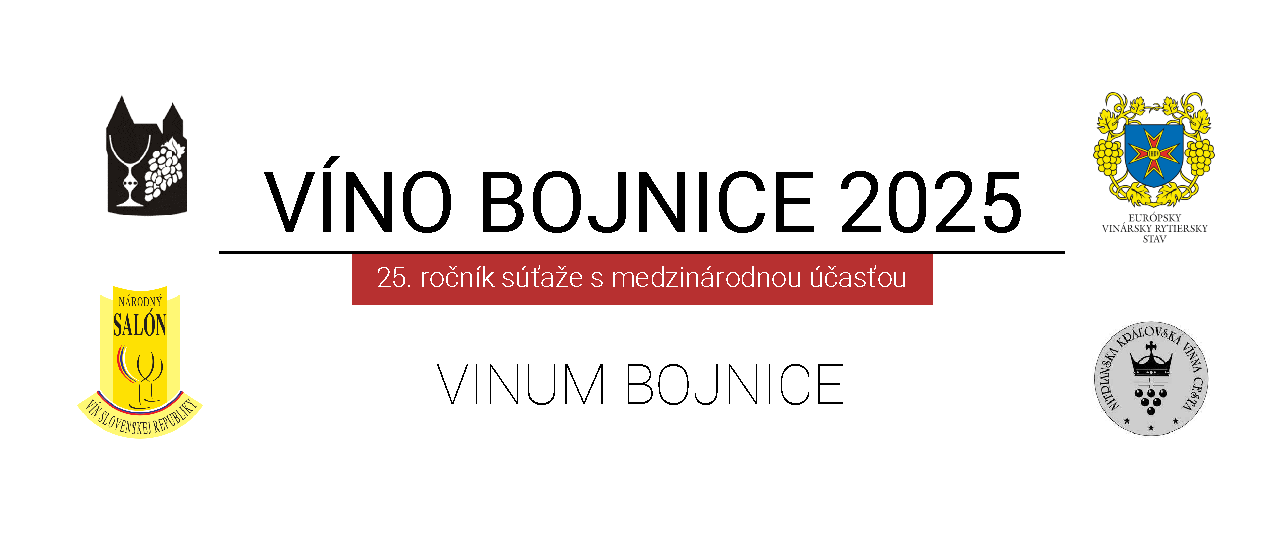 VÍNO BOJNICE 2025
25. ročník súťaže s medzinárodnou účasťou
VINUM BOJNICE
NÁRODNÝ
SALÓN
VÍN SLOVENSKEJ REPUBLIKY
EURÓPSKY
VINÁRSKY RYTIERSKY
STAV
NITRIANSKA KRÁĽOVSKÁ VÍNNA CESTA